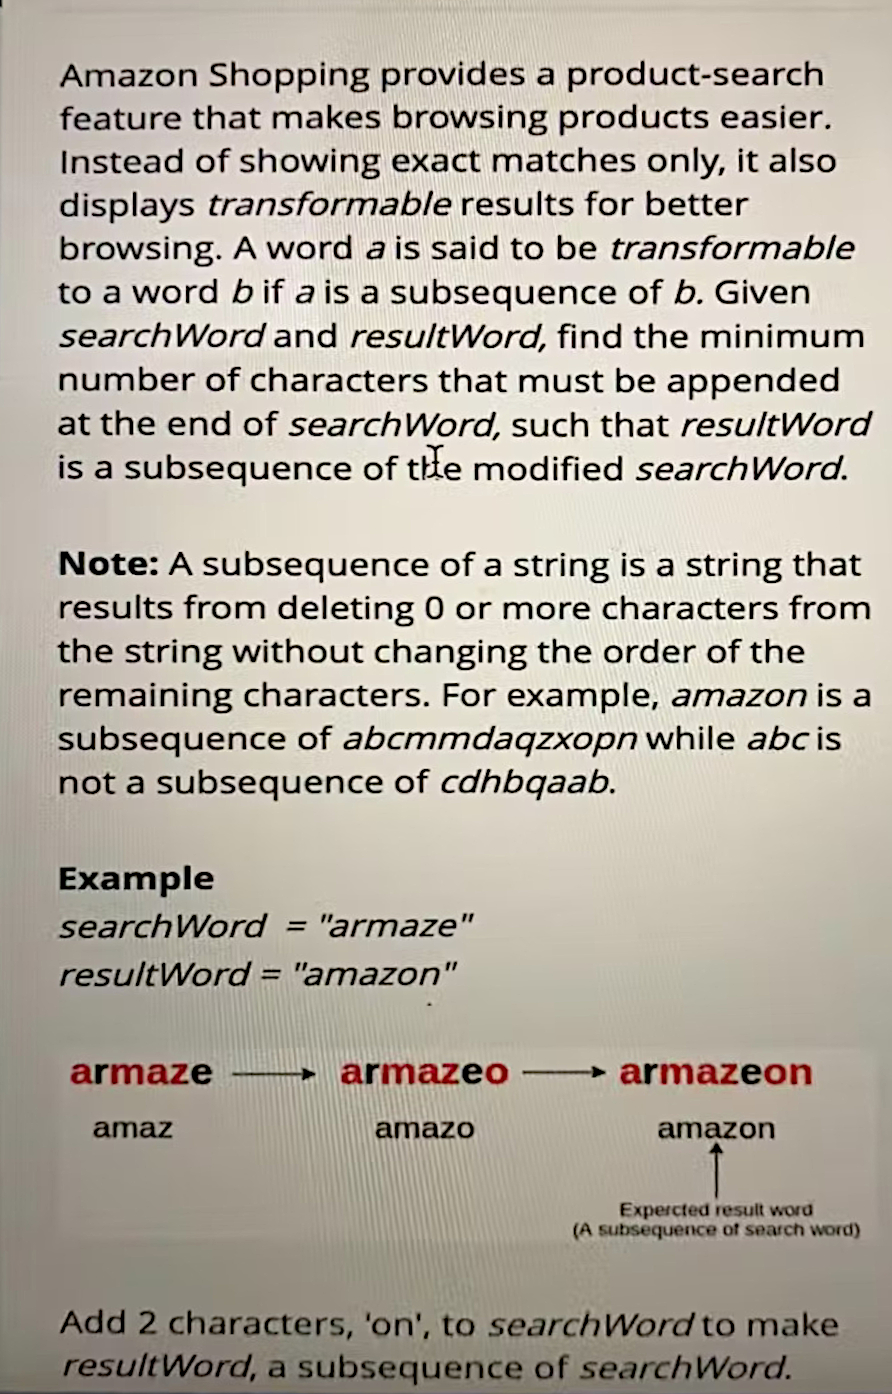 Amazon Shopping provides a product-search
feature that makes browsing products easier.
Instead of showing exact matches only, it also
displays transformable results for better
browsing. A word a is said to be transformable
to a word b if a is a subsequence of b. Given
searchWord and resultWord, find the minimum
number of characters that must be appended
at the end of searchWord, such that resultWord
is a subsequence of the modified searchWord.
Note: A subsequence of a string is a string that
results from deleting 0 or more characters from
the string without changing the order of the
remaining characters. For example, amazon is a
subsequence of abcmmdaqzxopn while abc is
not a subsequence of cdhbqaab.
Example
searchWord = "armaze"
resultWord = "amazon"
armaze armazeo armazeon
amaz amazo amazon
Expercted result word
(A subsequence of search word)
Add 2 characters, 'on', to searchWord to make
resultWord, a subsequence of searchWord.